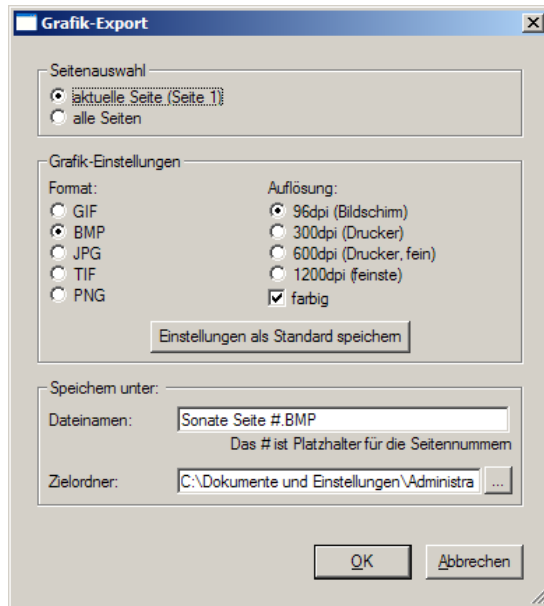 Grafik-Export
Seitenauswahl
aktuelle Seite (Seite 1)
alle Seiten
Grafik-Einstellungen
Format:
GIF
BMP
JPG
TIF
PNG
Auflösung:
96dpi (Bildschirm)
300dpi (Drucker)
600dpi (Drucker, fein)
1200dpi (feinste)
farbig
Einstellungen als Standard speichern
Speichern unter:
Dateinamen:
Sonate Seite #.BMP
Das # ist Platzhalter für die Seitennummern
Zielordner:
C:\Dokumente und Einstellungen\Administra
...
OK
Abbrechen